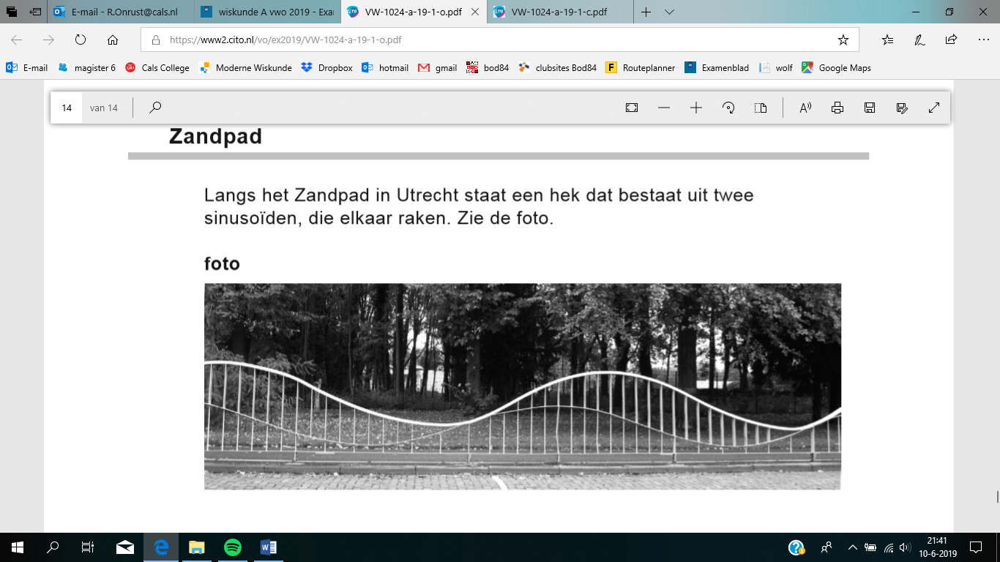 E-mail - R.Onrust@cals.nl
wiskunde A vwo 2019 - Exar
VW-1024-a-19-1-o.pdf
VW-1024-a-19-1-c.pdf
https://www2.cito.nl/vo/ex2019/VW-1024-a-19-1-o.pdf
E-mail
magister 6
Cals College
Moderne Wiskunde
Dropbox
hotmail
gmail
bod84
clubsites Bod84
Routeplanner
Examenblad
wolf
Google Maps
14 van 14
Zandpad
Langs het Zandpad in Utrecht staat een hek dat bestaat uit twee
sinusoïden, die elkaar raken. Zie de foto.
foto
21:41
10-6-2019